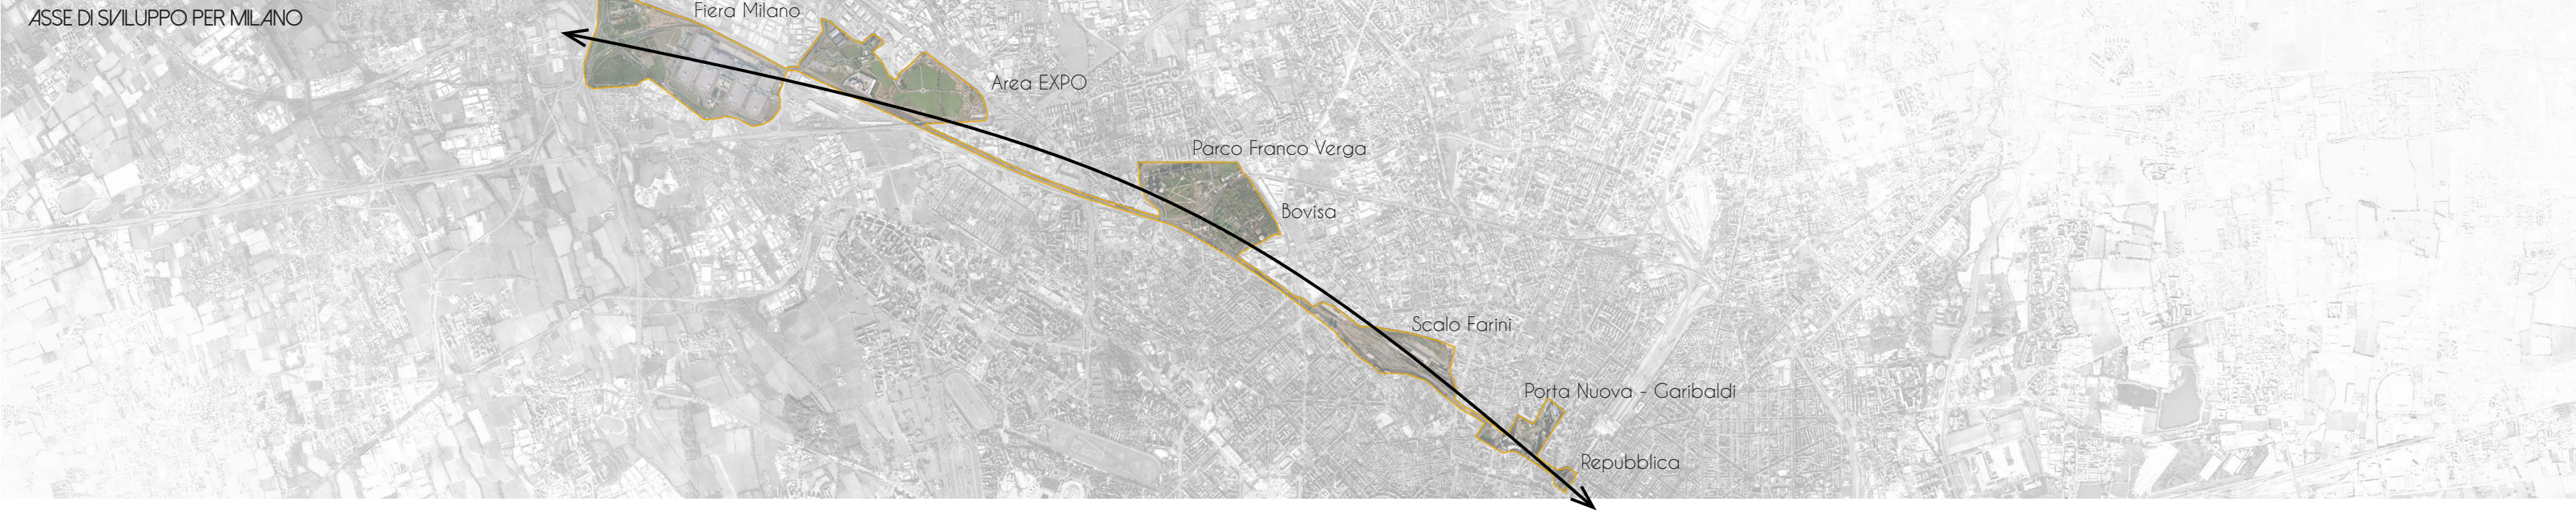 ASSE DI SVILUPPO PER MILANO
Fiera Milano
Area EXPO
Parco Franco Verga
Bovisa
Scalo Farini
Porta Nuova - Garibaldi
Repubblica